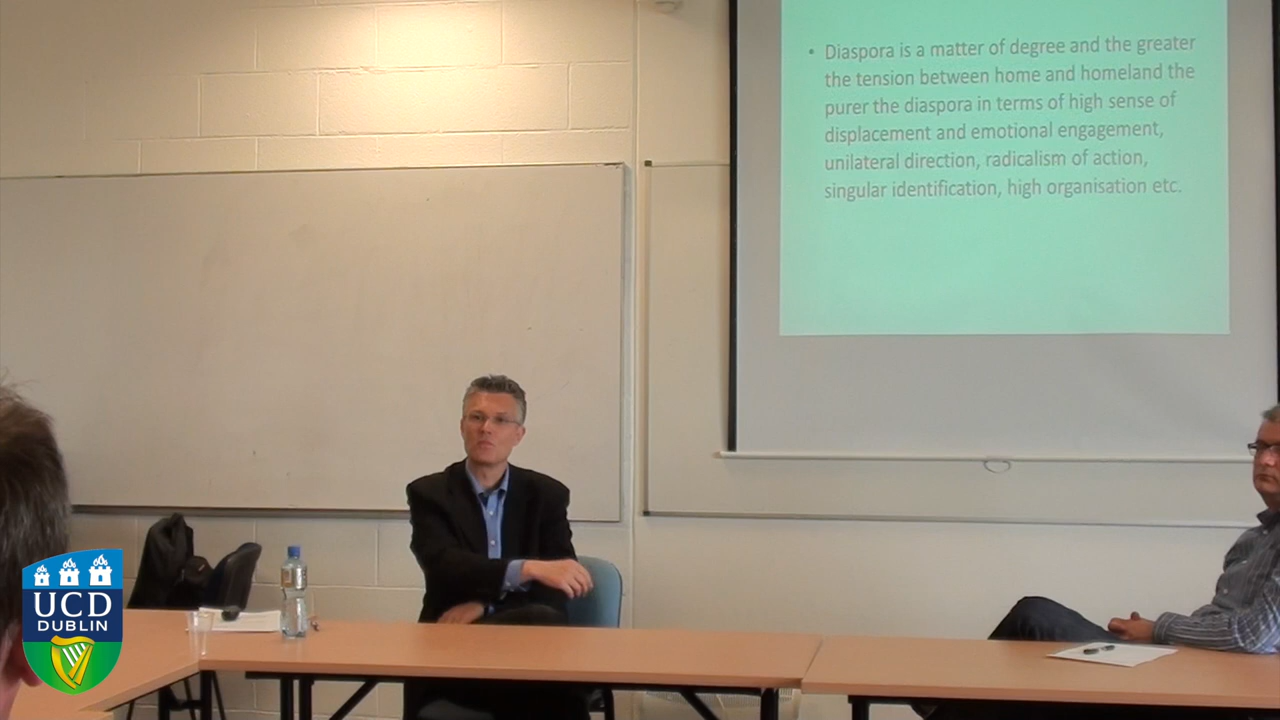 • Diaspora is a matter of degree and the greater
the tension between home and homeland the
purer the diaspora in terms of high sense of
displacement and emotional engagement,
unilateral direction, radicalism of action,
singular identification, high organisation etc.
UCD
DUBLIN